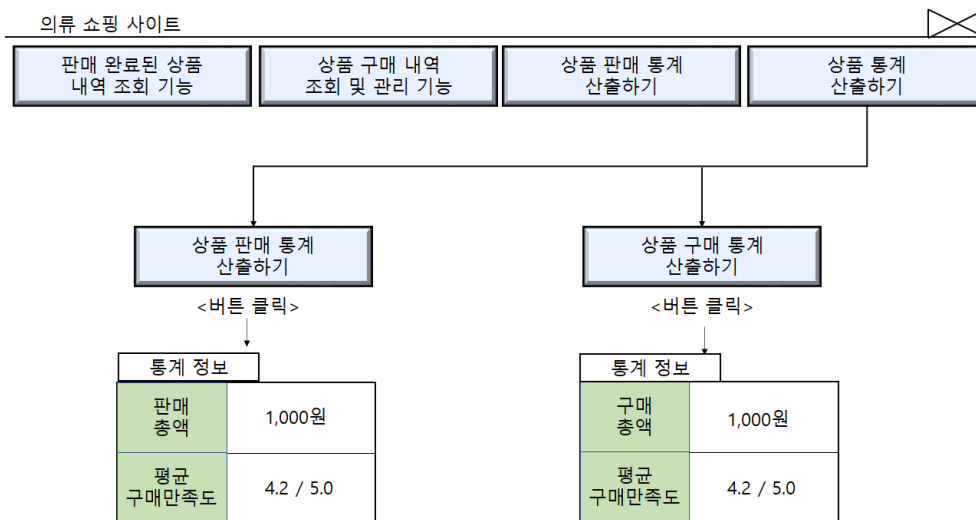 의류 쇼핑 사이트
판매 완료된 상품
내역 조회 기능
상품 구매 내역
조회 및 관리 기능
상품 판매 통계
산출하기
상품 통계
산출하기
상품 판매 통계
산출하기
상품 구매 통계
산출하기
<버튼 클릭>
<버튼 클릭>
통계 정보
판매
총액
1,000원
평균
구매만족도
4.2 / 5.0
통계 정보
구매
총액
1,000원
평균
구매만족도
4.2 / 5.0